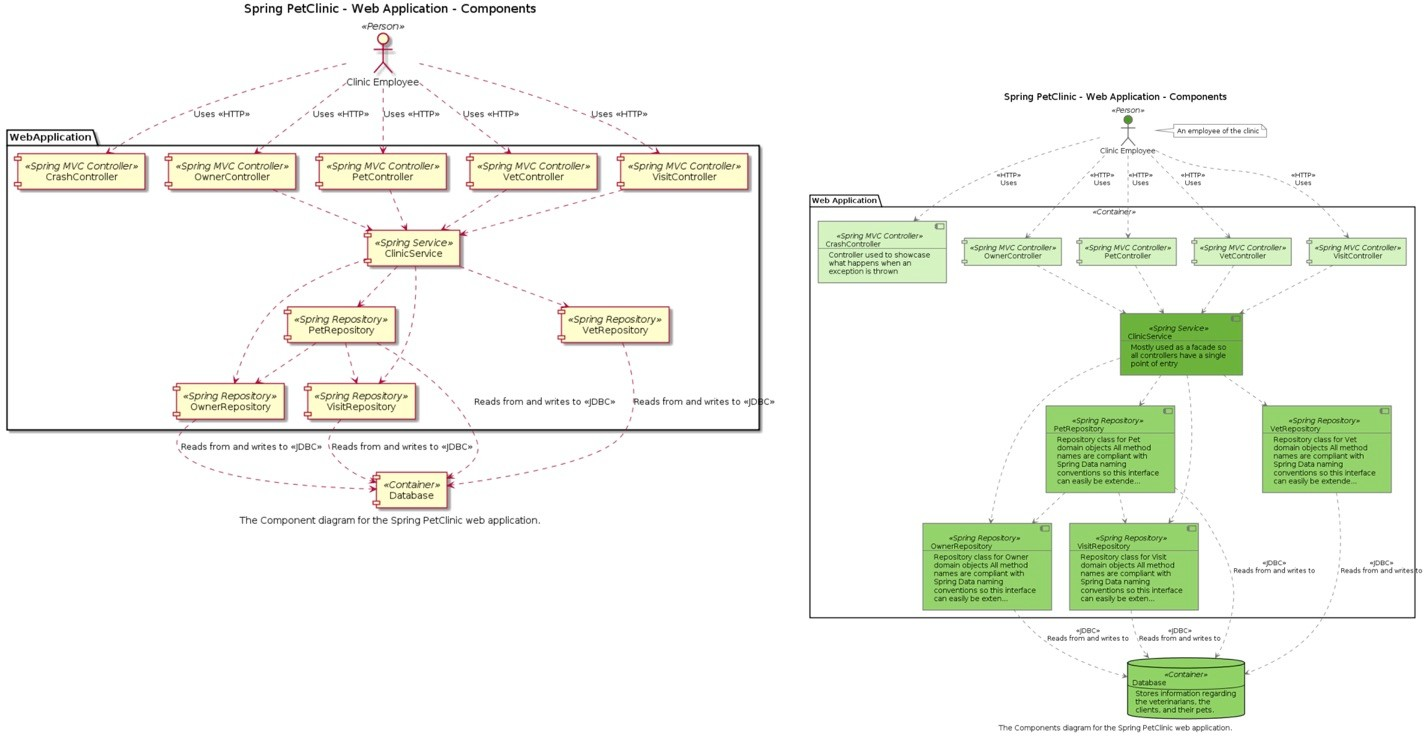 Spring PetClinic - Web Application - Components
«Person»
Clinic Employee
Uses «HTTP»
Uses «HTTP»
Uses «HTTP»
Uses «HTTP»
Uses «HTTP»
WebApplication
«Spring MVC Controller»
CrashController
«Spring MVC Controller»
OwnerController
«Spring MVC Controller»
PetController
«Spring MVC Controller»
VetController
«Spring MVC Controller»
VisitController
«Spring Service»
ClinicService
«Spring Repository»
PetRepository
«Spring Repository»
VetRepository
«Spring Repository»
OwnerRepository
«Spring Repository»
VisitRepository
Reads from and writes to «JDBC»
Reads from and writes to «JDBC»
Reads from and writes to «JDBC»
Reads from and writes to «JDBC»
«Container»
Database
The Component diagram for the Spring PetClinic web application.
Spring PetClinic - Web Application - Components
«Person»
An employee of the clinic
Clinic Employee
«HTTP»
Uses
«HTTP»
Uses
«HTTP»
Uses
«HTTP»
Uses
«HTTP»
Uses
Web Application
«Container»
«Spring MVC Controller»
CrashController
Controller used to showcase
what happens when an
exception is thrown
«Spring MVC Controller»
OwnerController
«Spring MVC Controller»
PetController
«Spring MVC Controller»
VetController
«Spring MVC Controller»
VisitController
«Spring Service»
ClinicService
Mostly used as a facade so
all controllers have a single
point of entry
«Spring Repository»
PetRepository
Repository class for Pet
domain objects All method
names are compliant with
Spring Data naming
conventions so this interface
can easily be extende...
«Spring Repository»
VetRepository
Repository class for Vet
domain objects All method
names are compliant with
Spring Data naming
conventions so this interface
can easily be extende...
«Spring Repository»
OwnerRepository
Repository class for Owner
domain objects All method
names are compliant with
Spring Data naming
conventions so this interface
can easily be exten...
«Spring Repository»
VisitRepository
Repository class for Visit
domain objects All method
names are compliant with
Spring Data naming
conventions so this interface
can easily be exten...
«JDBC»
Reads from and writes to
«JDBC»
Reads from and writes to
«JDBC»
Reads from and writes to
«JDBC»
Reads from and writes to
«Container»
Database
Stores information regarding
the veterinarians, the
clients, and their pets.
The Components diagram for the Spring PetClinic web application.